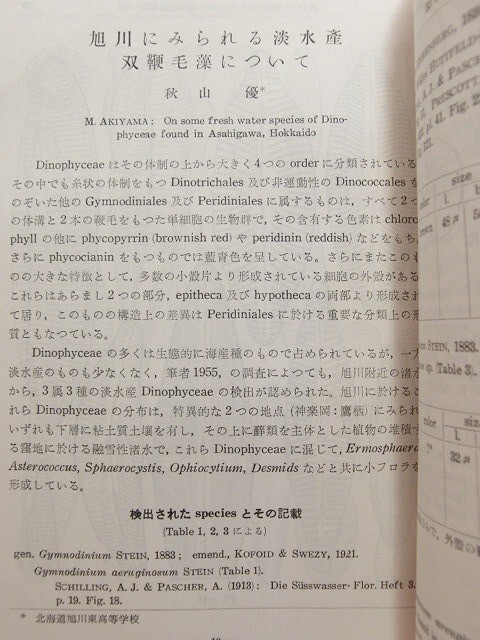 旭川にみられる淡水産
双鞭毛藻について
秋山 優*
M. AKIYAMA: On some fresh water species of Dino-
phyceae found in Asahigawa, Hokkaido
Dinophyceae はその体制の上から大きく4つの order に分類されている
その中でも糸状の体制をもつ Dinotrichales 及び非運動性の Dinococcales を
のぞいた他の Gymnodiniales 及び Peridiniales に属するものは，すべて2つ
の体溝と2本の鞭毛をもつた単細胞の生物群で，その含有する色素は chloro
phyll の他に phycopyrrin (brownish red) や peridinin (reddish) などをもち，
さらに phycocianin をもつものでは藍青色を呈している。さらにまたこのも
のの大きな特徴として，多数の小殻片より形成されている細胞の外殻がある
これらはあらまし2つの部分，epitheca 及び hypotheca の両部より形成され
て居り，このものの構造上の差異は Peridiniales に於ける重要な分類上の形
質ともなつている。
Dinophyceae の多くは生態的に海産種のもので占められているが，一方
淡水産のものも少なくなく，筆者1955，の調査によつても，旭川附近の渚水
から，3属3種の淡水産 Dinophyceae の検出が認められた。旭川に於けるこ
れら Dinophyceae の分布は，特異的な2つの地点 (神楽岡：鷹栖) にみられ
いずれも下層に粘土質土壌を有し，その上に蘚類を主体とした植物の堆積す
る窪地に於ける融雪性渚水で，これら Dinophyceae に混じて，Ermosphaera
Asterococcus, Sphaerocystis, Ophiocytium, Desmids などと共に小フロラを
形成している。
検出された species とその記載
(Table 1, 2, 3 による)
gen. Gymnodinium STEIN, 1883; emend., KOFOID & SWEZY, 1921.
Gymnodinium aeruginosum STEIN (Table 1).
SCHILLING, A. J & PASCHER, A. (1913): Die Süsswasser-Flor. Heft 3.
p. 19. Fig. 18.
* 北海道旭川東高等学校
1883.
A. J. & PASCHER
PRESCOTT
p. 41. Fig.
size
L
48 μ
STEIN, 1883.
sp. (Table 3).
size
L
32 μ